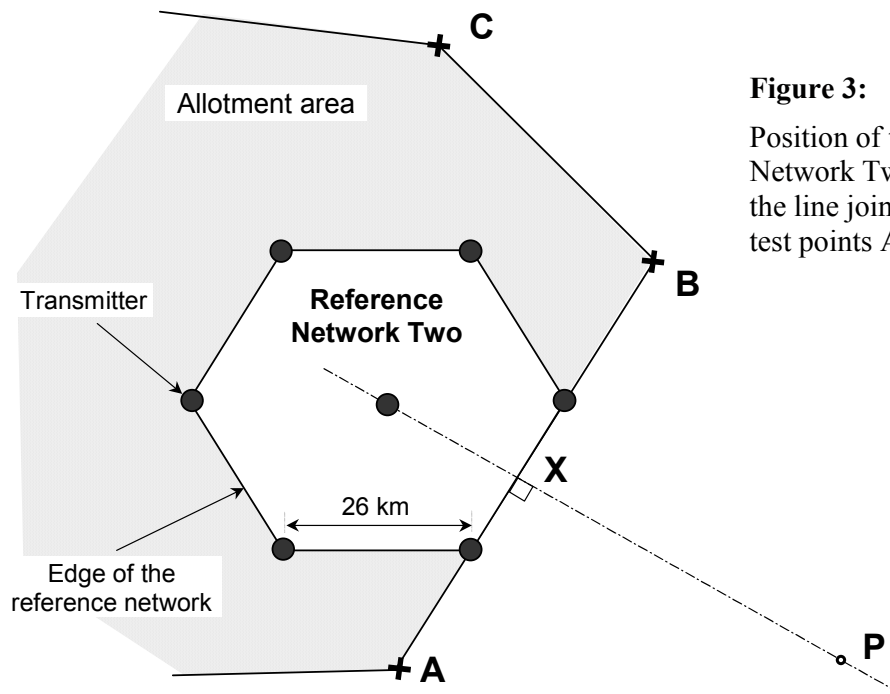 C
Allotment area
Figure 3:
Position of
Network Tw
the line join
test points A
B
Transmitter
Reference
Network Two
X
26 km
Edge of the
reference network
P
A